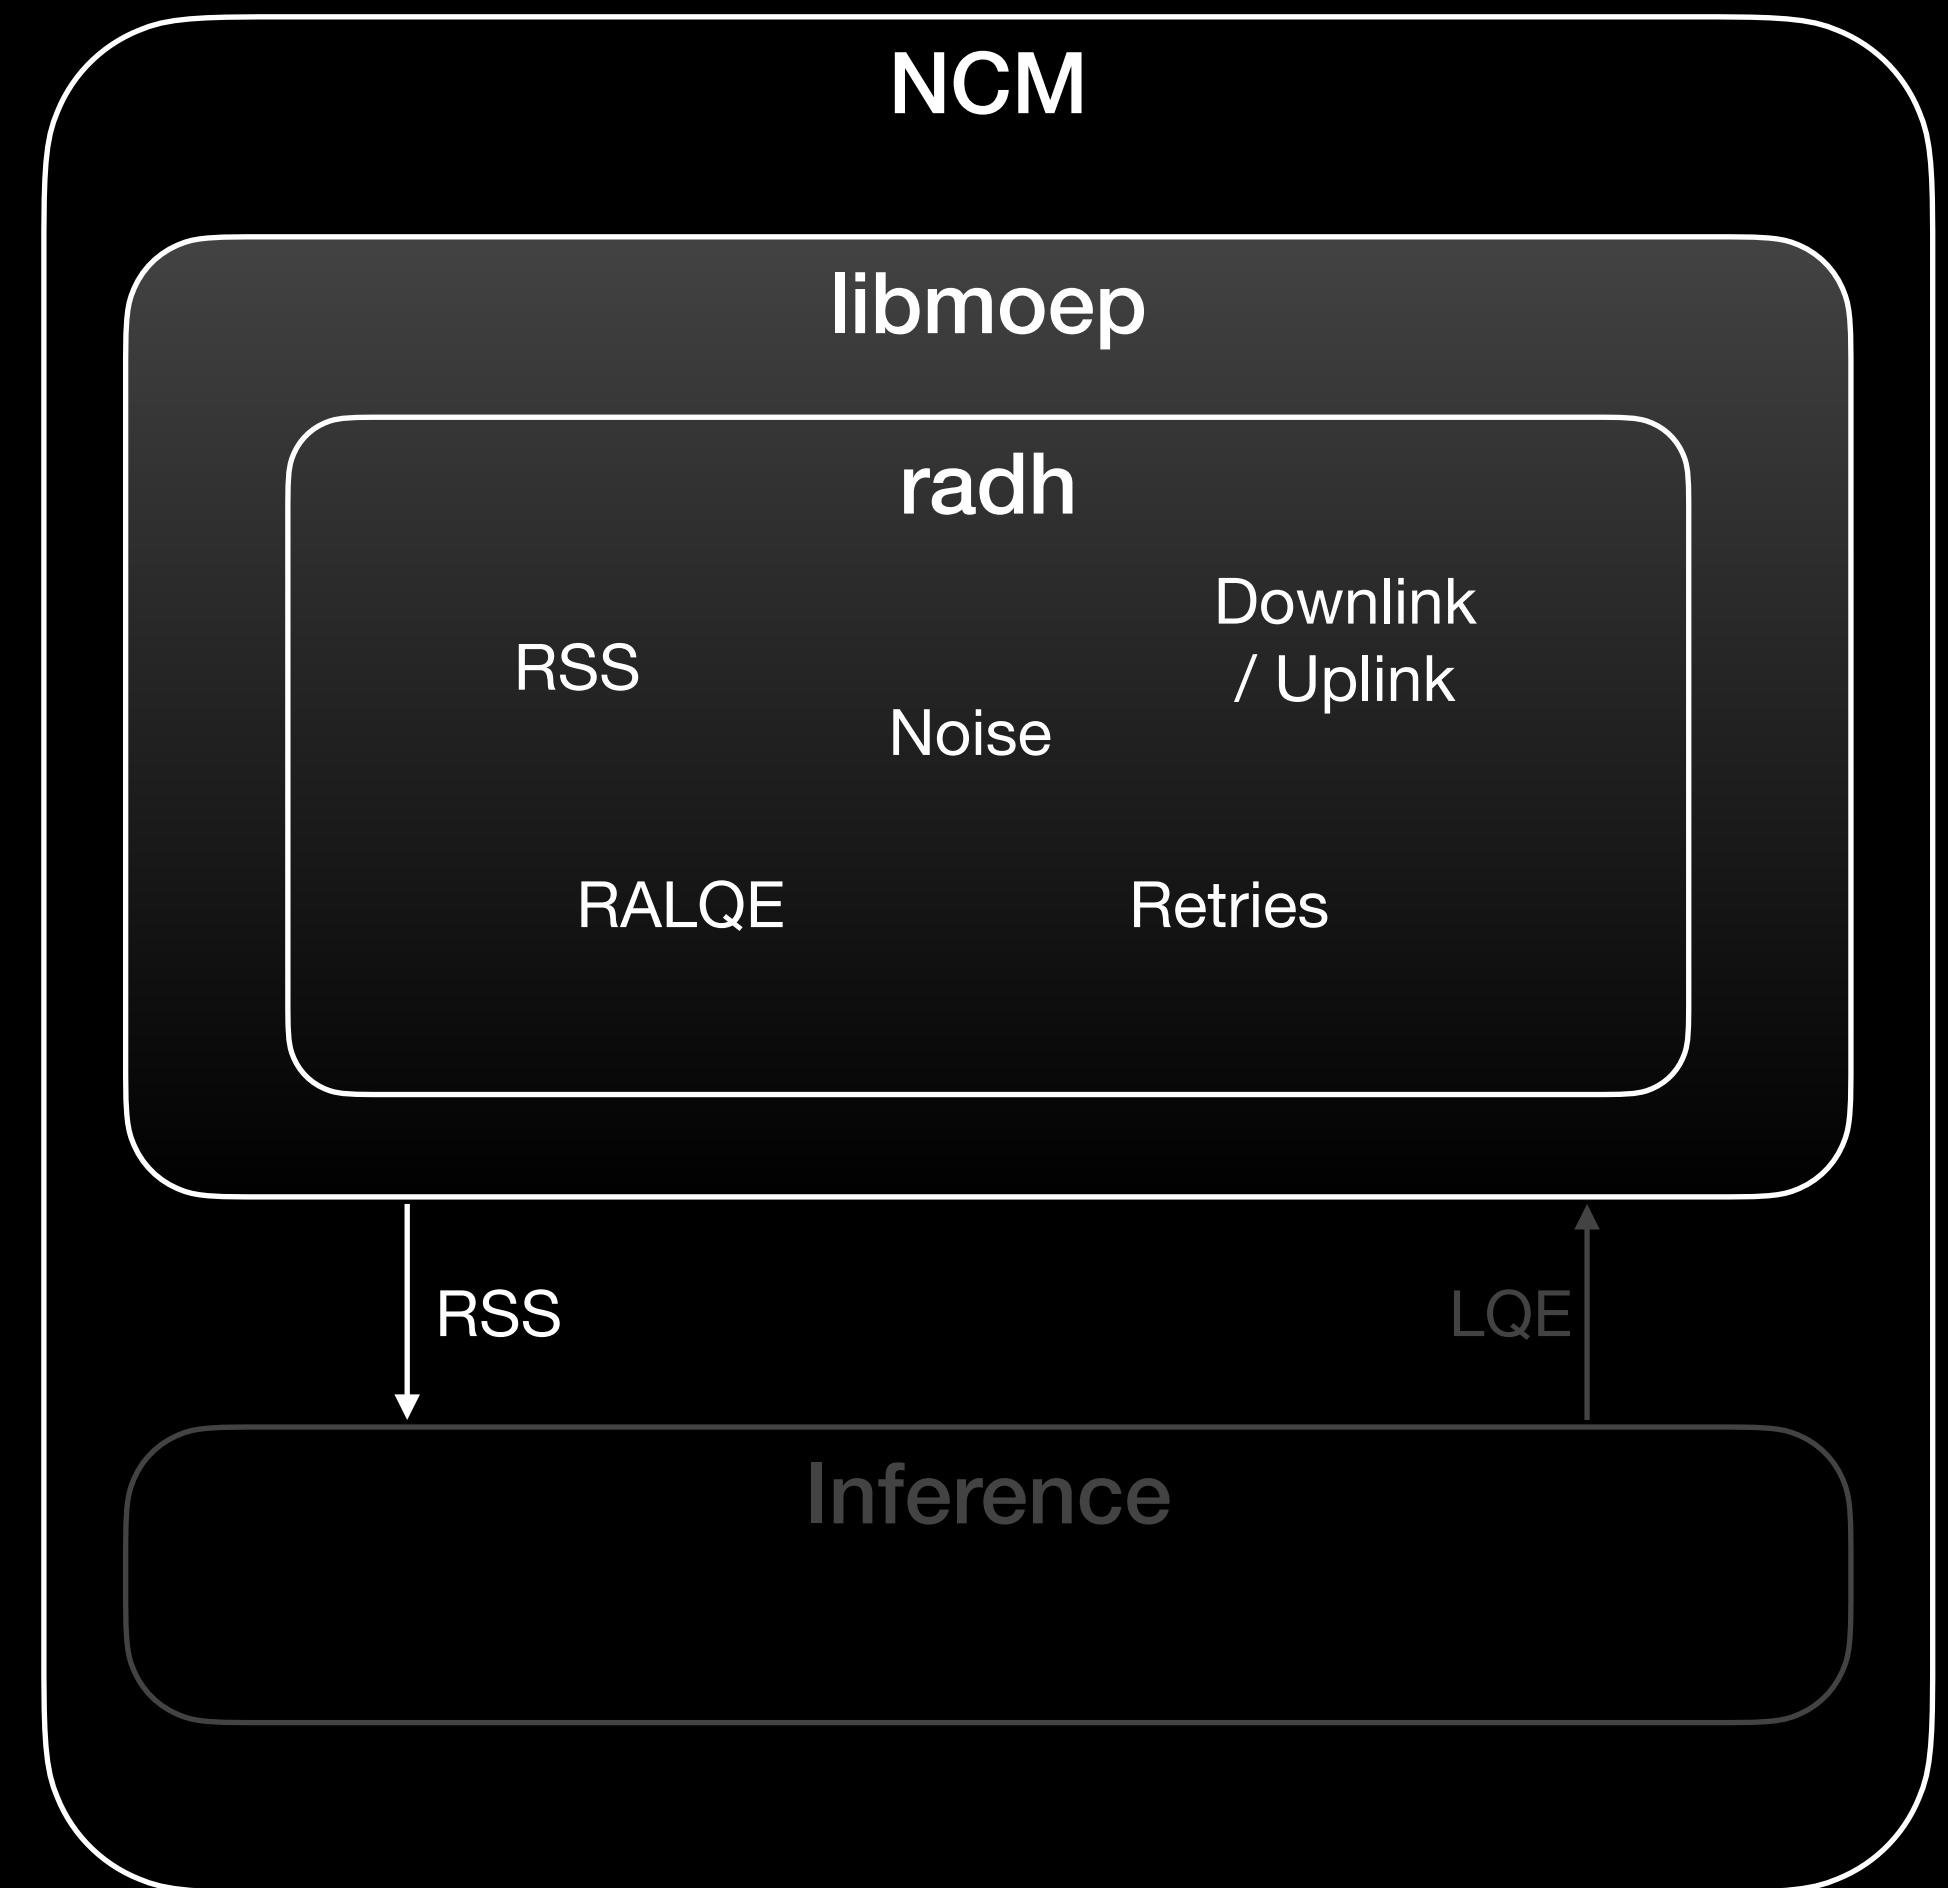 NCM
libmoep
radh
Downlink
/ Uplink
RSS
Noise
RALQE
Retries
RSS
LQE
Inference